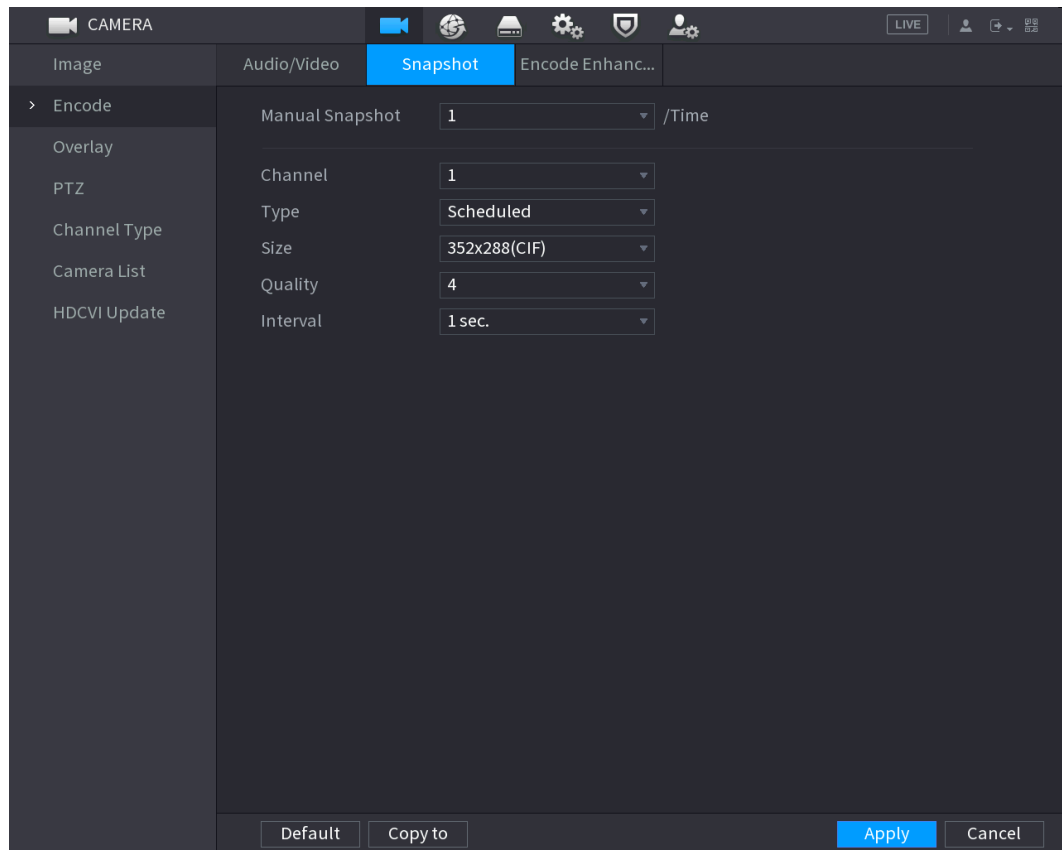 CAMERA LIVE
Image Audio/Video Snapshot Encode Enhanc...
> Encode
Manual Snapshot 1 /Time
Overlay
Channel 1
PTZ
Type Scheduled
Channel Type
Size 352x288(CIF)
Camera List
Quality 4
HDCVI Update
Interval 1 sec.
Default Copy to Apply Cancel